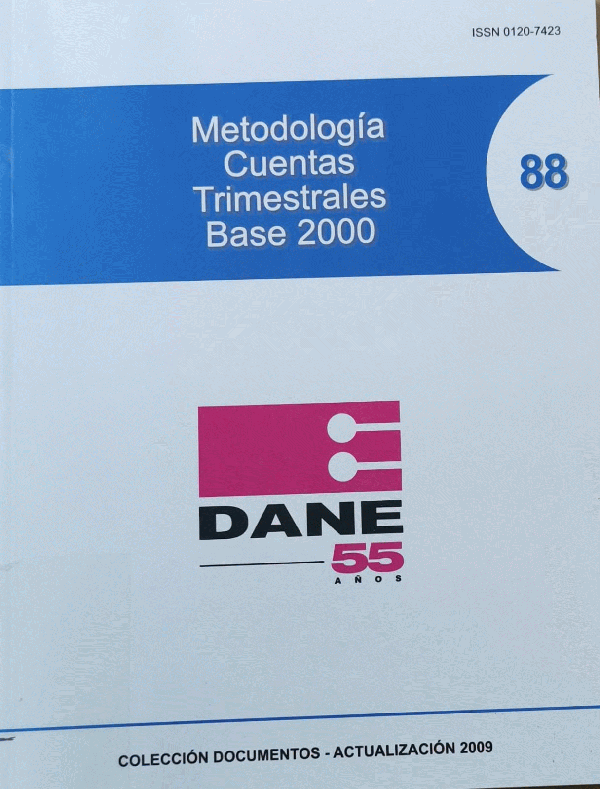 ISSN 0120-7423
Metodología
Cuentas
Trimestrales
Base 2000
88
DANE
55
AÑOS
COLECCIÓN DOCUMENTOS - ACTUALIZACIÓN 2009